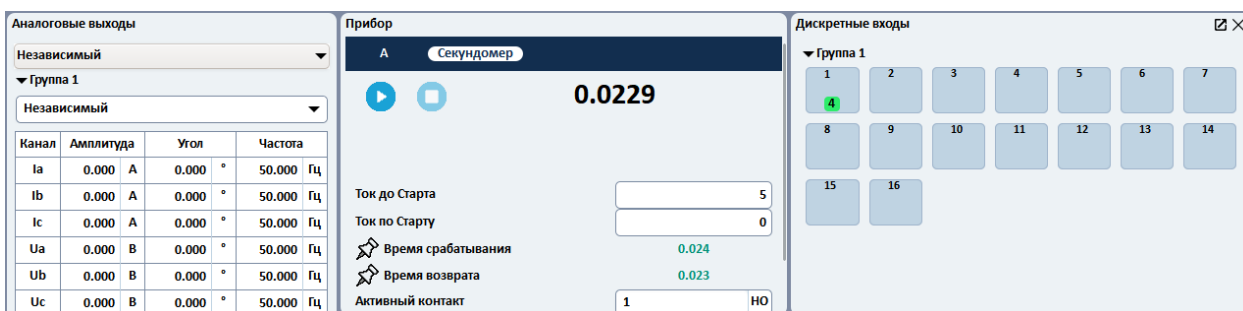 Аналоговые выходы
Независимый
Группа 1
Независимый
Канал Амплитуда Угол Частота
Ia 0.000 А 0.000 ° 50.000 Гц
Ib 0.000 А 0.000 ° 50.000 Гц
Ic 0.000 А 0.000 ° 50.000 Гц
Ua 0.000 В 0.000 ° 50.000 Гц
Ub 0.000 В 0.000 ° 50.000 Гц
Uc 0.000 В 0.000 ° 50.000 Гц
Прибор
А Секундомер
0.0229
Ток до Старта 5
Ток по Старту 0
Время срабатывания 0.024
Время возврата 0.023
Активный контакт 1 НО
Дискретные входы
Группа 1
1 2 3 4 5 6 7
4
8 9 10 11 12 13 14
15 16